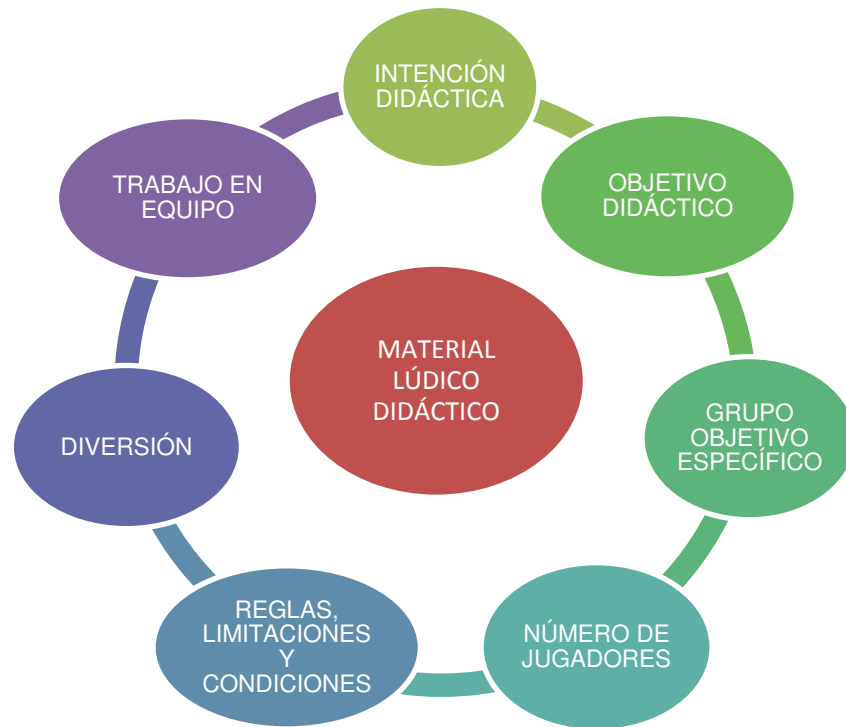 INTENCIÓN
DIDÁCTICA
OBJETIVO
DIDÁCTICO
GRUPO
OBJETIVO
ESPECÍFICO
NÚMERO DE
JUGADORES
REGLAS,
LIMITACIONES
Y
CONDICIONES
DIVERSIÓN
TRABAJO EN
EQUIPO
MATERIAL
LÚDICO
DIDÁCTICO